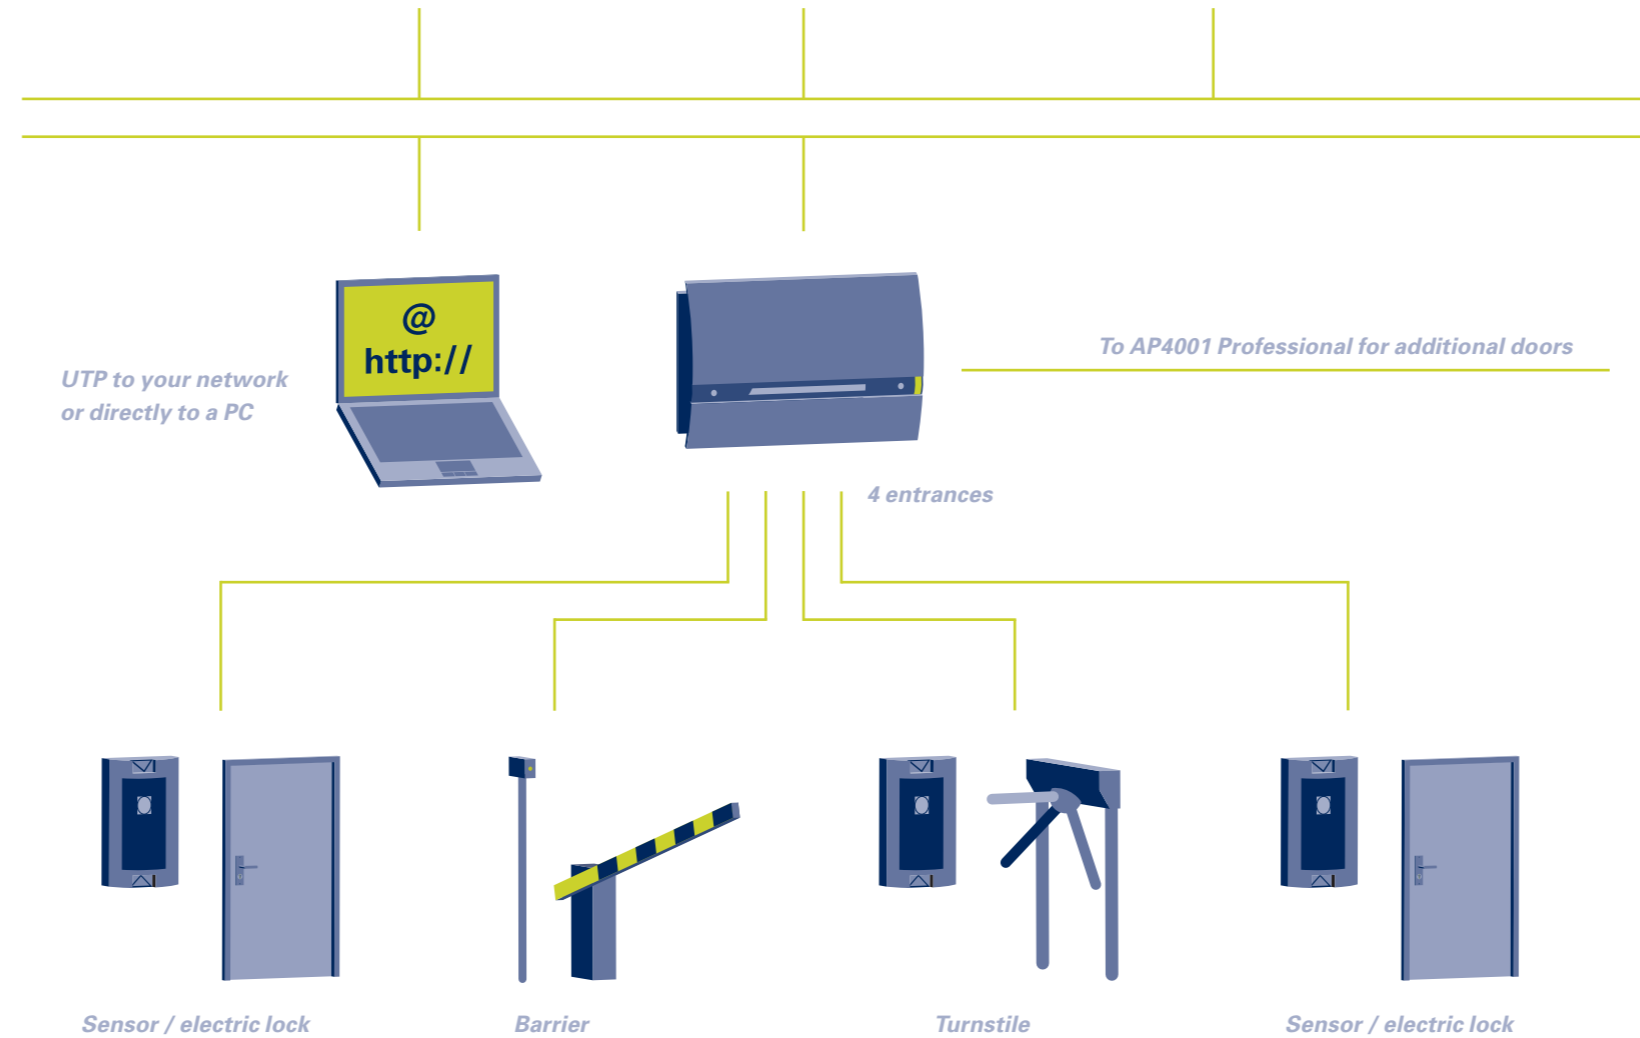 @
http://
UTP to your network
or directly to a PC
To AP4001 Professional for additional doors
4 entrances
Sensor / electric lock
Barrier
Turnstile
Sensor / electric lock